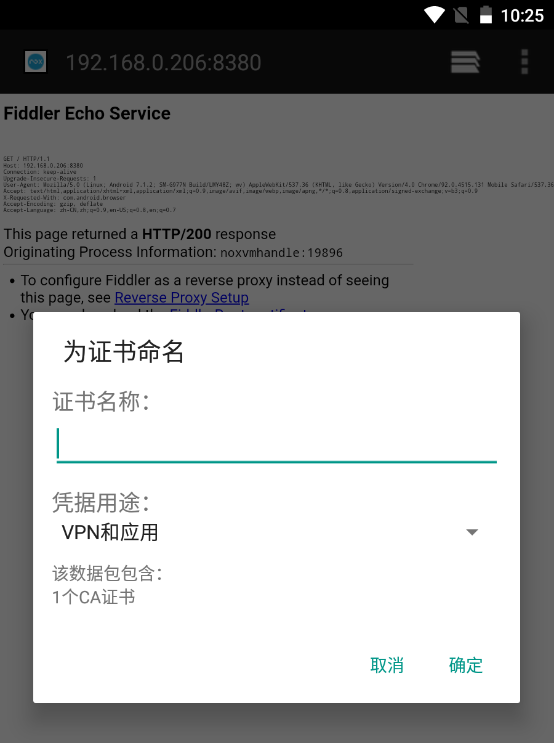 10:25
nox
192.168.0.206:8380
Fiddler Echo Service
GET / HTTP/1.1
Host: 192.168.0.206:8380
Connection: keep-alive
Upgrade-Insecure-Requests: 1
User-Agent: Mozilla/5.0 (Linux; Android 7.1.2; SM-G977N Build/LMY48Z; wv) AppleWebKit/537.36 (KHTML, like Gecko) Version/4.0 Chrome/92.0.4515.131 Mobile Safari/537.36
Accept: text/html,application/xhtml+xml,application/xml;q=0.9,image/avif,image/webp,image/apng,*/*;q=0.8,application/signed-exchange;v=b3;q=0.9
X-Requested-With: com.android.browser
Accept-Encoding: gzip, deflate
Accept-Language: zh-CN,zh;q=0.9,en-US;q=0.8,en;q=0.7
This page returned a HTTP/200 response
Originating Process Information: noxvmhandle:19896
• To configure Fiddler as a reverse proxy instead of seeing
this page, see Reverse Proxy Setup
为证书命名
证书名称：
凭据用途：
VPN和应用
该数据包包含：
1个CA证书
取消 确定